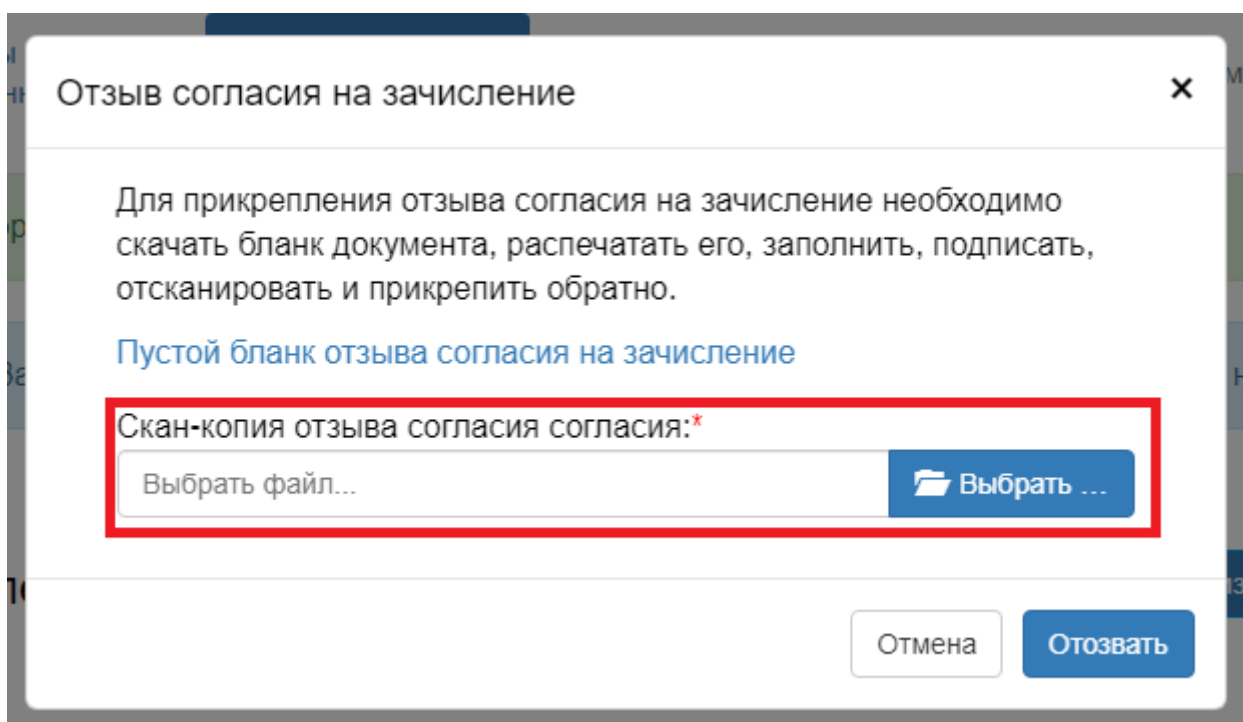 Отзыв согласия на зачисление
Для прикрепления отзыва согласия на зачисление необходимо
скачать бланк документа, распечатать его, заполнить, подписать,
отсканировать и прикрепить обратно.
Пустой бланк отзыва согласия на зачисление
Скан-копия отзыва согласия согласия:*
Выбрать файл...
Выбрать ...
Отмена
Отозвать